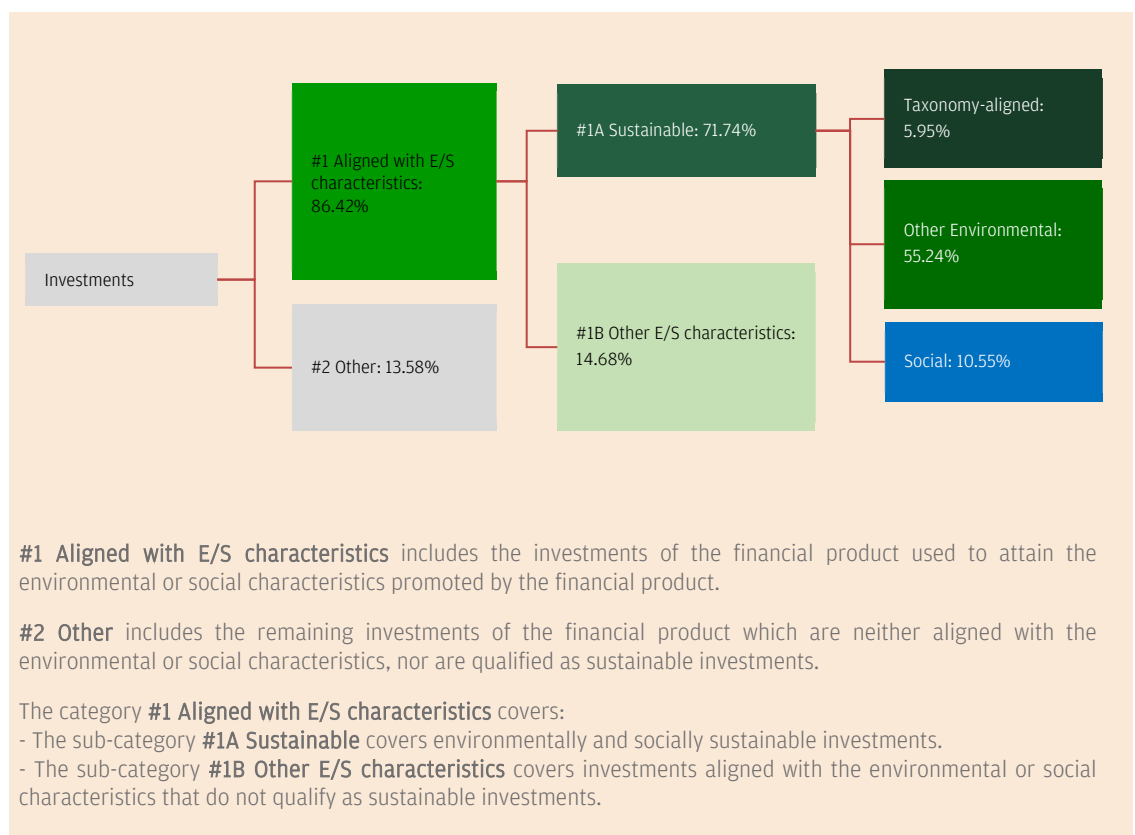 Investments
#1 Aligned with E/S
characteristics:
86.42%
#2 Other: 13.58%
#1A Sustainable: 71.74%
#1B Other E/S characteristics:
14.68%
Taxonomy-aligned:
5.95%
Other Environmental:
55.24%
Social: 10.55%
#1 Aligned with E/S characteristics includes the investments of the financial product used to attain the
environmental or social characteristics promoted by the financial product.
#2 Other includes the remaining investments of the financial product which are neither aligned with the
environmental or social characteristics, nor are qualified as sustainable investments.
The category #1 Aligned with E/S characteristics covers:
- The sub-category #1A Sustainable covers environmentally and socially sustainable investments.
- The sub-category #1B Other E/S characteristics covers investments aligned with the environmental or social
characteristics that do not qualify as sustainable investments.